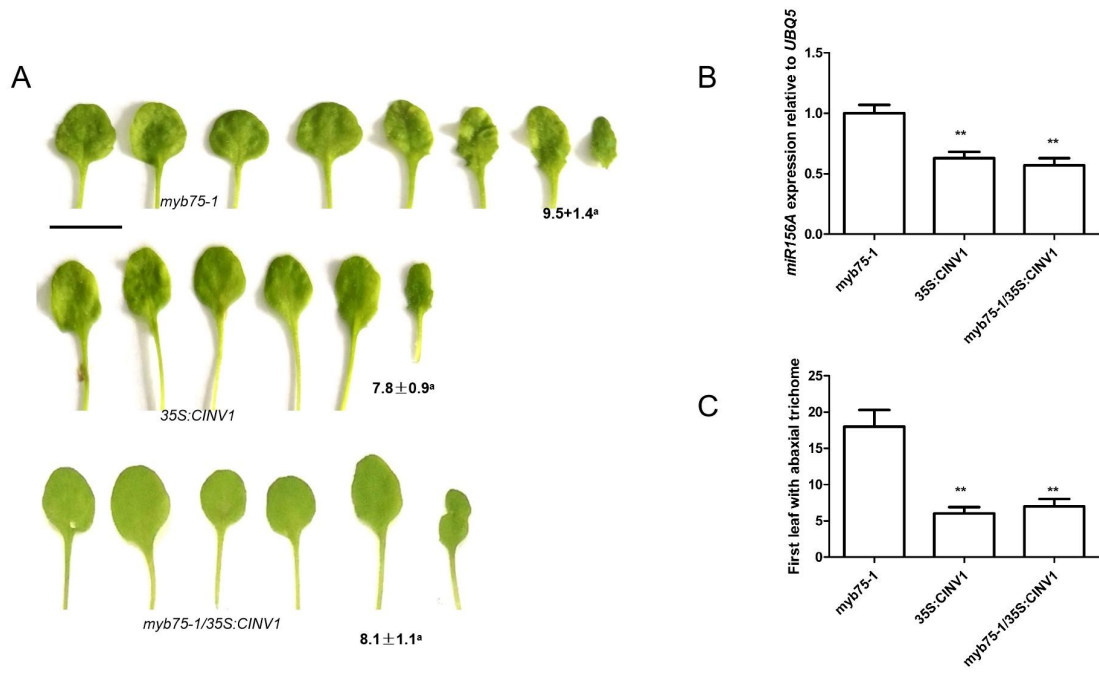 A
myb75-1
9.5+1.4ᵃ
35S:CINV1
7.8±0.9ᵃ
myb75-1/35S:CINV1
8.1±1.1ᵃ
B
miR156A expression relative to UBQ5
1.5
1.0
0.5
0.0
**
**
myb75-1
35S:CINV1
myb75-1/35S:CINV1
C
First leaf with abaxial trichome
25
20
15
10
5
0
**
**
myb75-1
35S:CINV1
myb75-1/35S:CINV1